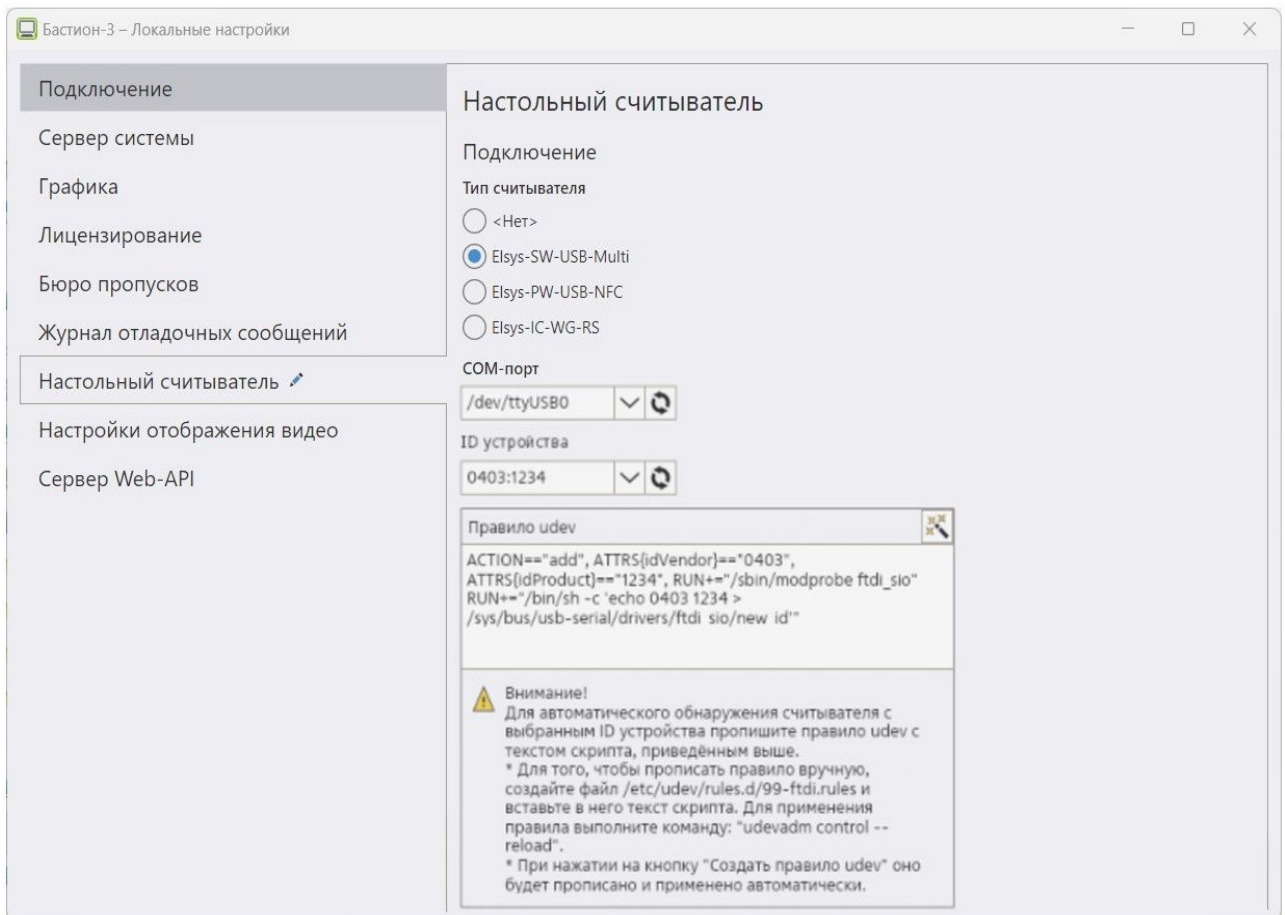 Бастион-3 – Локальные настройки
Подключение
Сервер системы
Графика
Лицензирование
Бюро пропусков
Журнал отладочных сообщений
Настольный считыватель
Настройки отображения видео
Сервер Web-API
Настольный считыватель
Подключение
Тип считывателя
<Нет>
Elsys-SW-USB-Multi
Elsys-PW-USB-NFC
Elsys-IC-WG-RS
COM-порт
/dev/ttyUSB0
ID устройства
0403:1234
Правило udev
ACTION=="add", ATTRS{idVendor}=="0403",
ATTRS{idProduct}=="1234", RUN+="/sbin/modprobe ftdi_sio"
RUN+="/bin/sh -c 'echo 0403 1234 >
/sys/bus/usb-serial/drivers/ftdi_sio/new_id'"
Внимание!
Для автоматического обнаружения считывателя с
выбранным ID устройства пропишите правило udev с
текстом скрипта, приведённым выше.
* Для того, чтобы прописать правило вручную,
создайте файл /etc/udev/rules.d/99-ftdi.rules и
вставьте в него текст скрипта. Для применения
правила выполните команду: "udevadm control --
reload".
* При нажатии на кнопку "Создать правило udev" оно
будет прописано и применено автоматически.